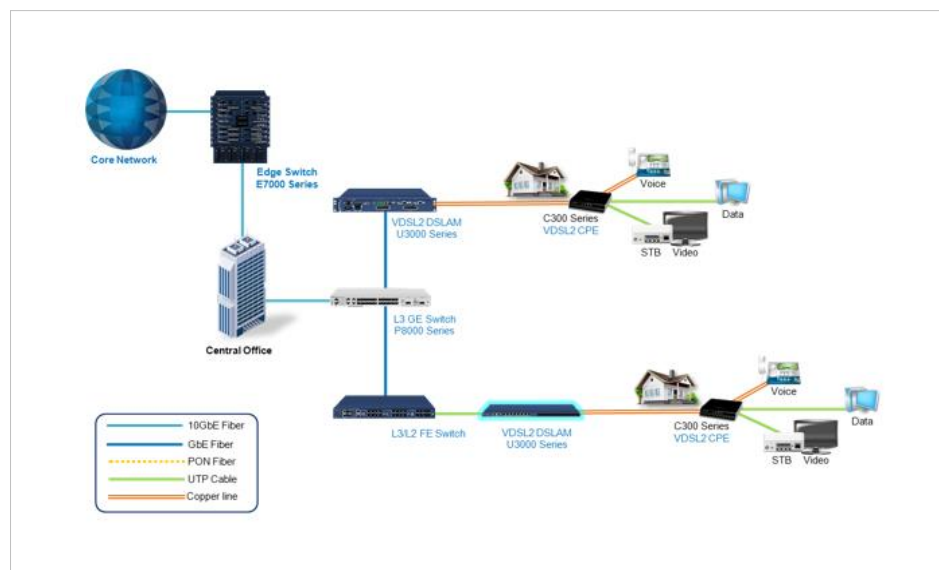 Core Network
Edge Switch
E7000 Series
VDSL2 DSLAM
U3000 Series
C300 Series
VDSL2 CPE
Voice
Data
STB
Video
L3 GE Switch
P8000 Series
Central Office
L3/L2 FE Switch
VDSL2 DSLAM
U3000 Series
C300 Series
VDSL2 CPE
Voice
Data
STB
Video
10GbE Fiber
GbE Fiber
PON Fiber
UTP Cable
Copper line